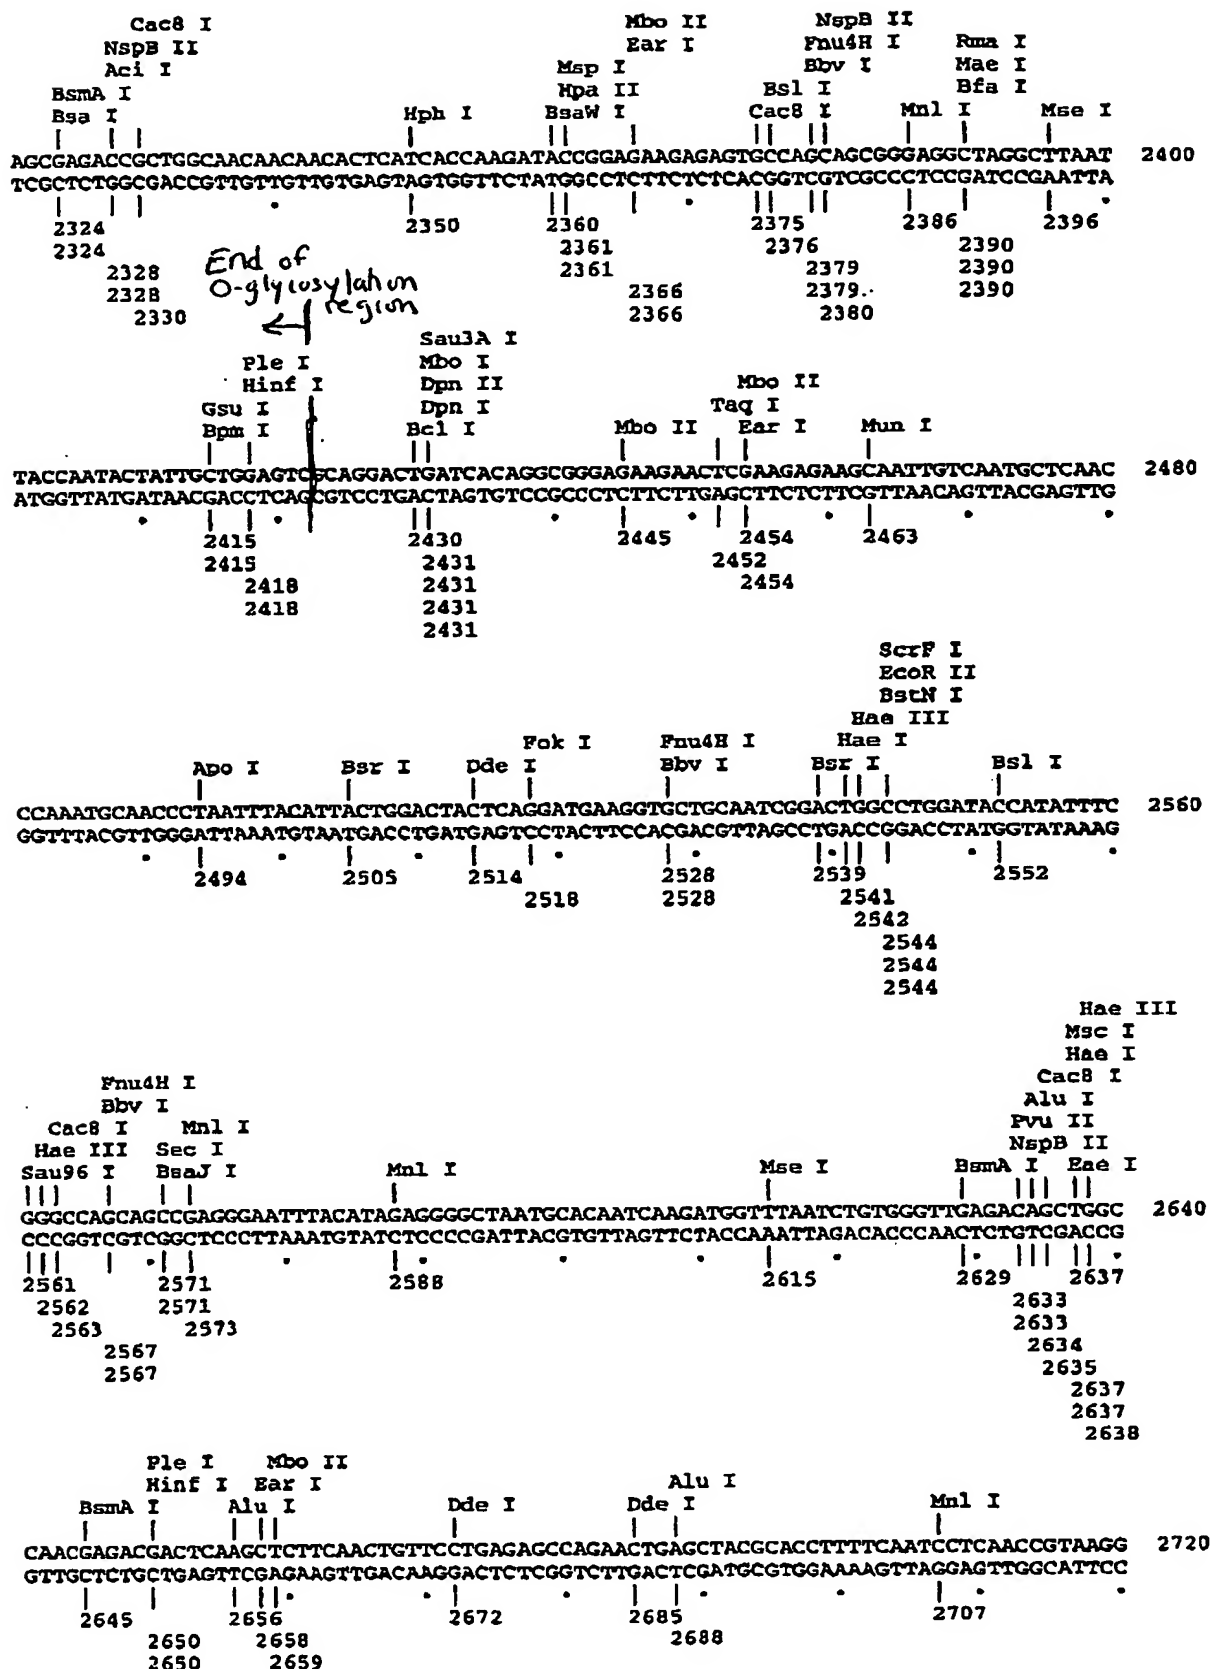 Cac8 I Mbo II NspB II
NspB II Ear I Fnu4H I Rma I
Aci I Msp I Bbv I Mae I
BsmA I Hpa II Bsl I Bfa I
Bsa I Hph I BsaW I Cac8 I Mnl I Mse I
AGCGAGACCGCTGGCAACAACAACACTCATCACCAAGATACCGGAGAAGAGAGTGCCAGCAGCGGGAGGCTAGGCTTAAT 2400
TCGCTCTGGCGACCGTTGTTGTTGTGAGTAGTGGTTCTATGGCCTCTTCTCTCACGGTCGTCGCCCTCCGATCCGAATTA
2324 2350 2360 2375 2386 2396
2324 2361 2376 2390
2328 2361 2379 2390
2328 2366 2379 2390
2330 2366 2380
End of
O-glycosylation
region
Sau3A I
Ple I Mbo I
Hinf I Dpn II Mbo II
Gsu I Dpn I Taq I
Bpm I Bcl I Mbo II Ear I Mun I
TACCAATACTATTGCTGGAGTCGCAGGACTGATCACAGGCGGGAGAAGAACTCGAAGAGAAGCAATTGTCAATGCTCAAC 2480
ATGGTTATGATAACGACCTCAGCGTCCTGACTAGTGTCCGCCCTCTTCTTGAGCTTCTCTTCGTTAACAGTTACGAGTTG
2415 2430 2445 2454 2463
2415 2431 2452
2418 2431 2454
2418 2431
2431
ScrF I
EcoR II
BstN I
Hae III
Fok I Fnu4H I Hae I
Apo I Bsr I Dde I Bbv I Bsr I Bsl I
CCAAATGCAACCCTAATTTACATTACTGGACTACTCAGGATGAAGGTGCTGCAATCGGACTGGCCTGGATACCATATTTC 2560
GGTTTACGTTGGGATTAAATGTAATGACCTGATGAGTCCTACTTCCACGACGTTAGCCTGACCGGACCTATGGTATAAAG
2494 2505 2514 2528 2539 2552
2518 2528 2541
2542
2544
2544
2544
Hae III
Msc I
Hae I
Fnu4H I Cac8 I
Bbv I Alu I
Cac8 I Mnl I Pvu II
Hae III Sec I NspB II
Sau96 I BsaJ I Mnl I Mse I BsmA I Eae I
GGGCCAGCAGCCGAGGGAATTTACATAGAGGGGCTAATGCACAATCAAGATGGTTTAATCTGTGGGTTGAGACAGCTGGC 2640
CCCGGTCGTCGGCTCCCTTAAATGTATCTCCCCGATTACGTGTTAGTTCTACCAAATTAGACACCCAACTCTGTCGACCG
2561 2571 2588 2615 2629 2637
2562 2571 2633
2563 2573 2633
2567 2634
2567 2635
2637
2637
2638
Ple I Mbo II
Hinf I Ear I Alu I
BsmA I Alu I Dde I Dde I Mnl I
CAACGAGACGACTCAAGCTCTTCAACTGTTCCTGAGAGCCAGAACTGAGCTACGCACCTTTTCAATCCTCAACCGTAAGG 2720
GTTGCTCTGCTGAGTTCGAGAAGTTGACAAGGACTCTCGGTCTTGACTCGATGCGTGGAAAAGTTAGGAGTTGGCATTCC
2645 2656 2672 2685 2707
2650 2658 2688
2650 2659